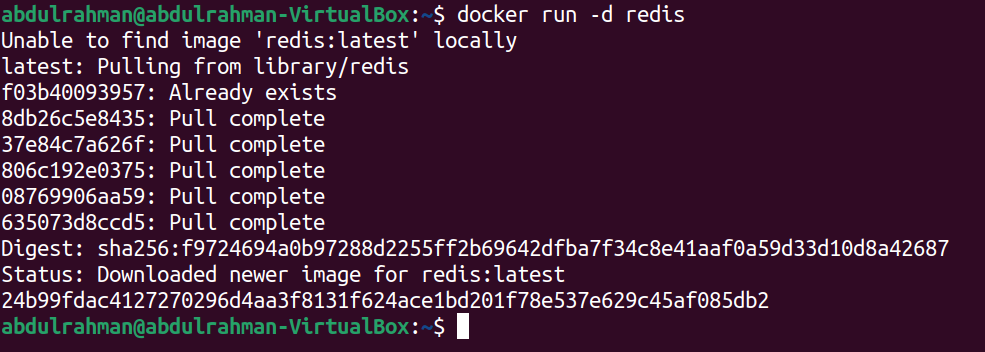 abdulrahman@abdulrahman-VirtualBox:~$ docker run -d redis
Unable to find image 'redis:latest' locally
latest: Pulling from library/redis
f03b40093957: Already exists
8db26c5e8435: Pull complete
37e84c7a626f: Pull complete
806c192e0375: Pull complete
08769906aa59: Pull complete
635073d8ccd5: Pull complete
Digest: sha256:f9724694a0b97288d2255ff2b69642dfba7f34c8e41aaf0a59d33d10d8a42687
Status: Downloaded newer image for redis:latest
24b99fdac4127270296d4aa3f8131f624ace1bd201f78e537e629c45af085db2
abdulrahman@abdulrahman-VirtualBox:~$